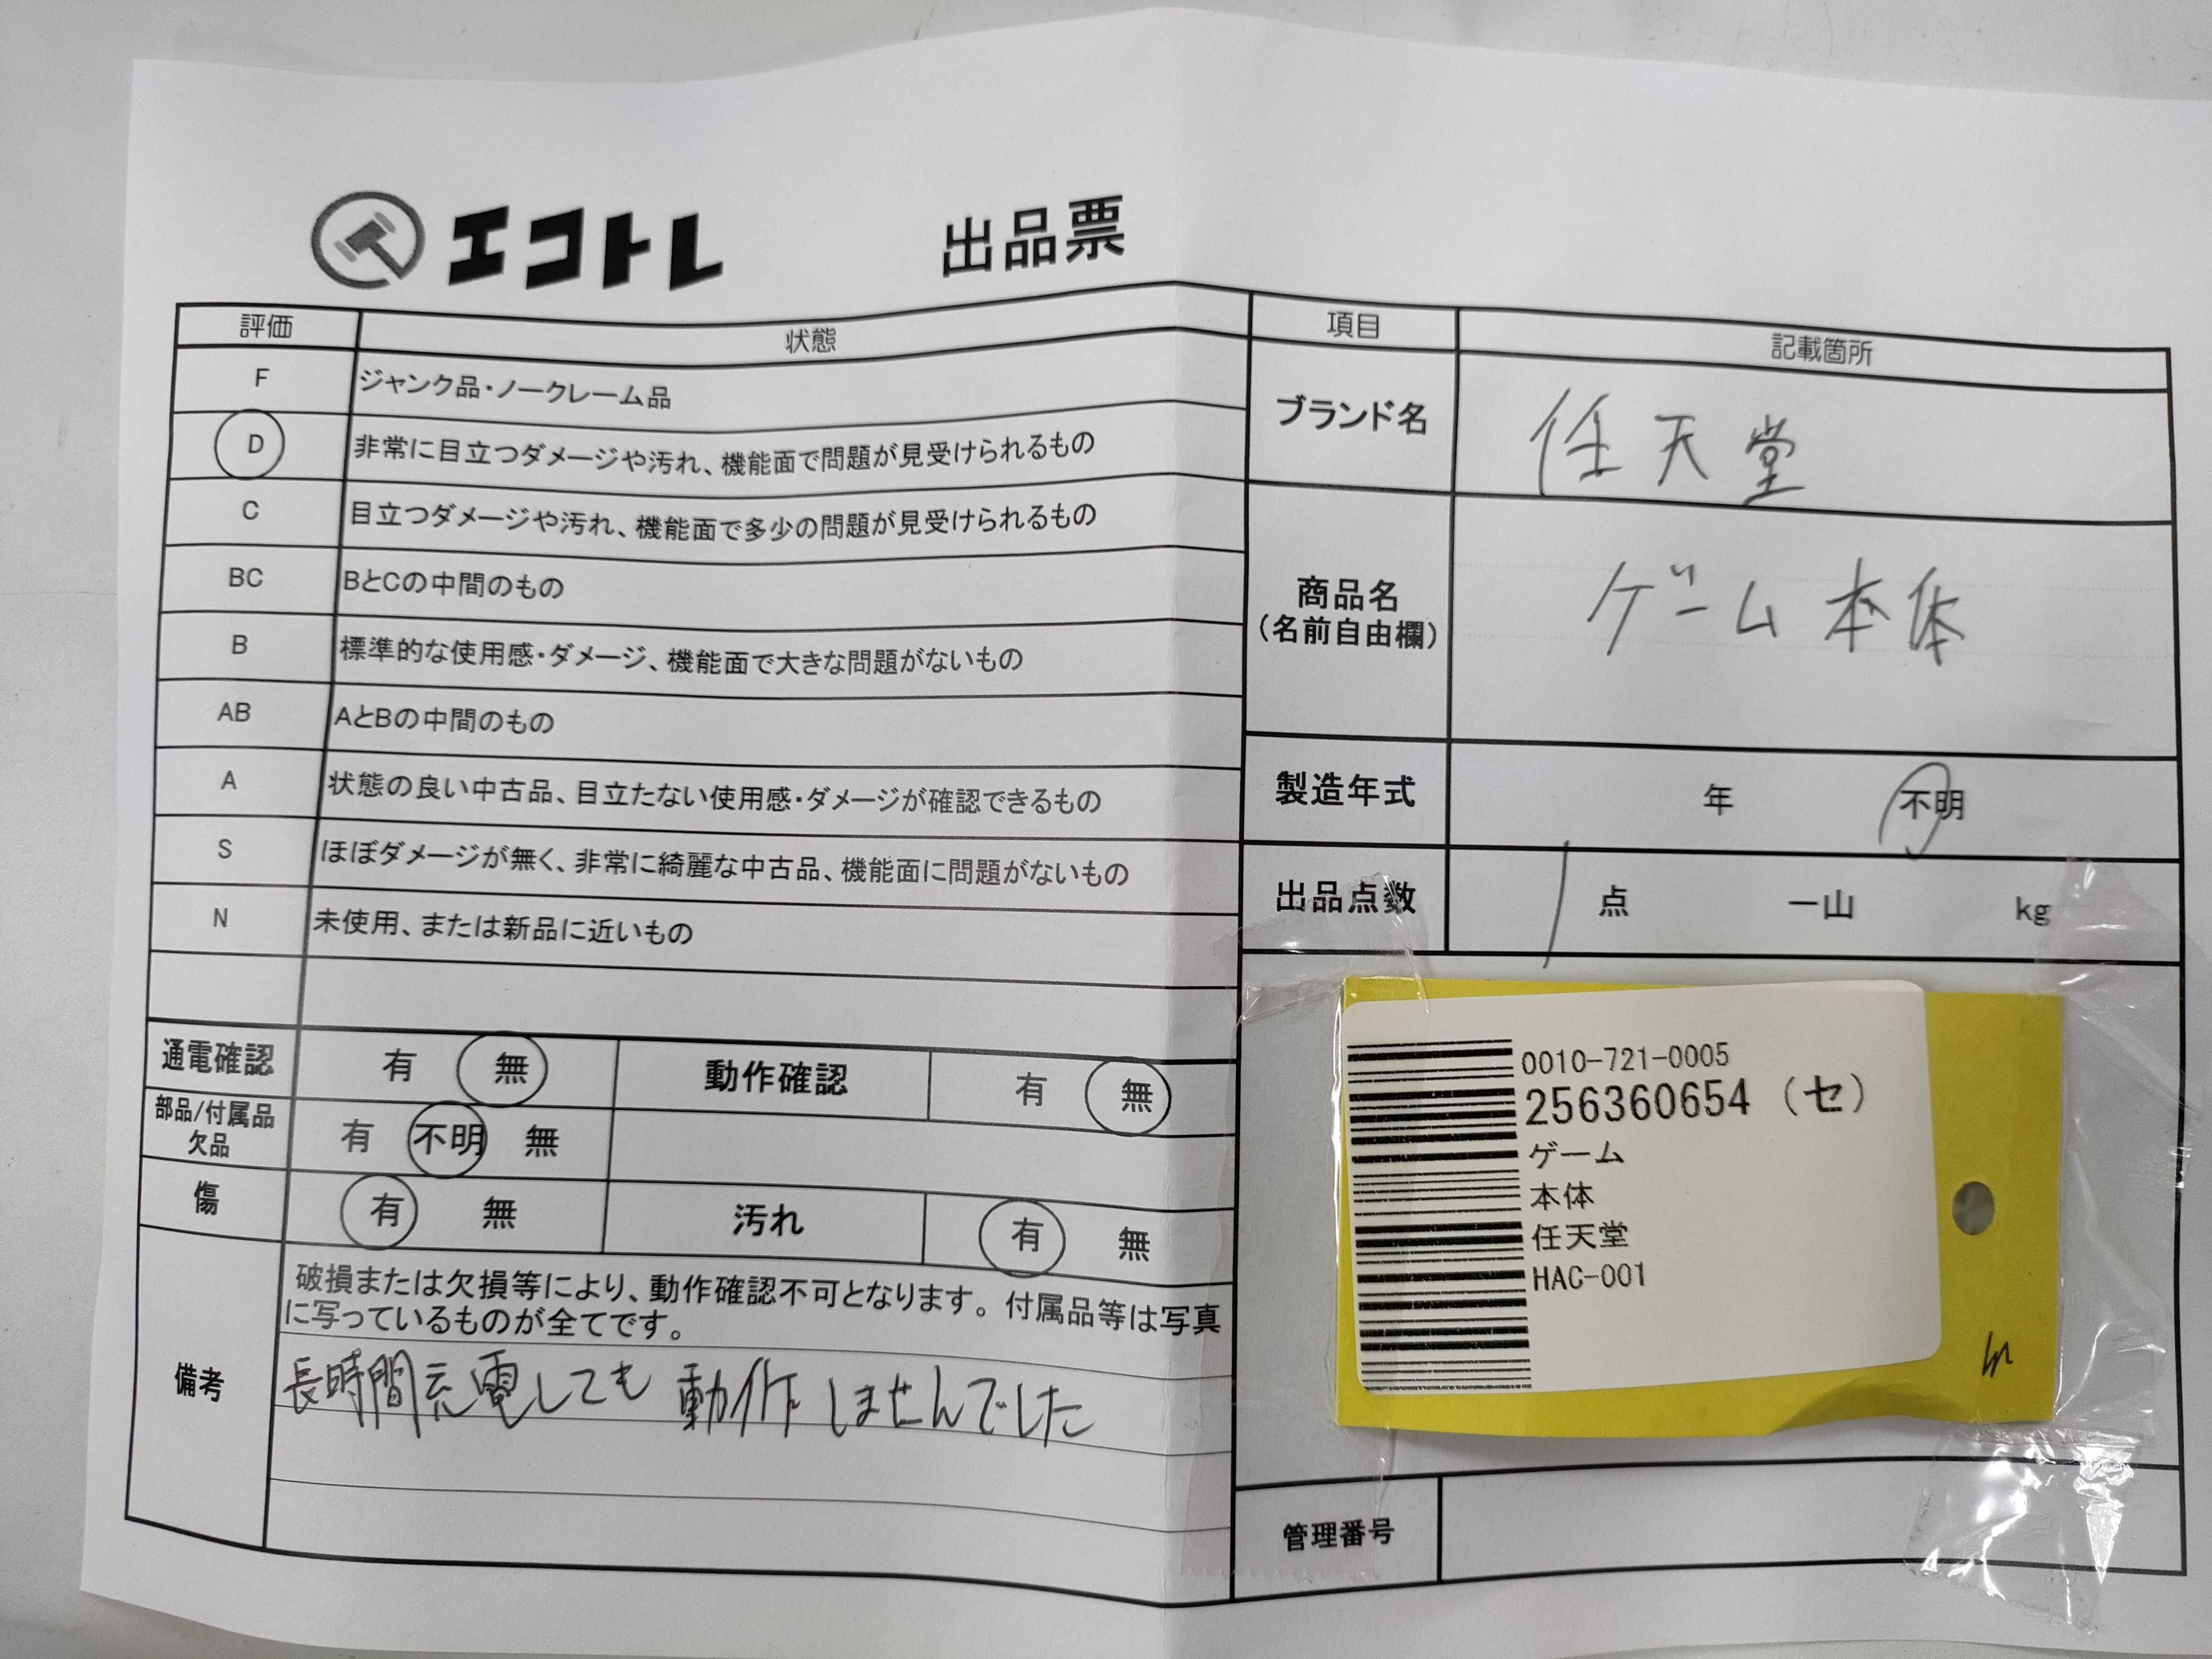 エコトレ
出品票
評価 状態
F ジャンク品・ノークレーム品
D 非常に目立つダメージや汚れ、機能面で問題が見受けられるもの
C 目立つダメージや汚れ、機能面で多少の問題が見受けられるもの
BC BとCの中間のもの
B 標準的な使用感・ダメージ、機能面で大きな問題がないもの
AB AとBの中間のもの
A 状態の良い中古品、目立たない使用感・ダメージが確認できるもの
S ほぼダメージが無く、非常に綺麗な中古品、機能面に問題がないもの
N 未使用、または新品に近いもの
通電確認 有 無 動作確認 有 無
部品/付属品
欠品
有 不明 無
傷 有 無 汚れ 有 無
備考
破損または欠損等により、動作確認不可となります。付属品等は写真
に写っているものが全てです。
長時間充電しても動作しませんでした
項目 記載箇所
ブランド名 任天堂
商品名
(名前自由欄)
ゲーム本体
製造年式 年 不明
出品点数 1 点 一山 kg
0010-721-0005
256360654 (セ)
ゲーム
本体
任天堂
HAC-001
管理番号